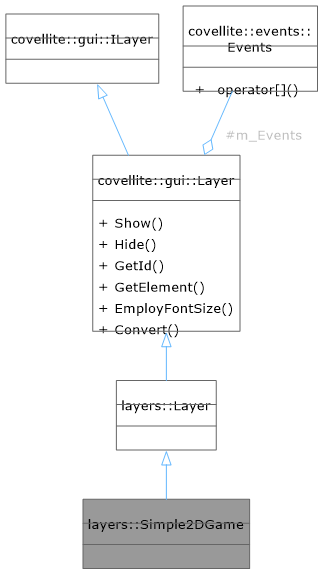 covellite::gui::ILayer
covellite::events::
Events
+ operator[]()
#m_Events
covellite::gui::Layer
+ Show()
+ Hide()
+ GetId()
+ GetElement()
+ EmployFontSize()
+ Convert()
layers::Layer
layers::Simple2DGame